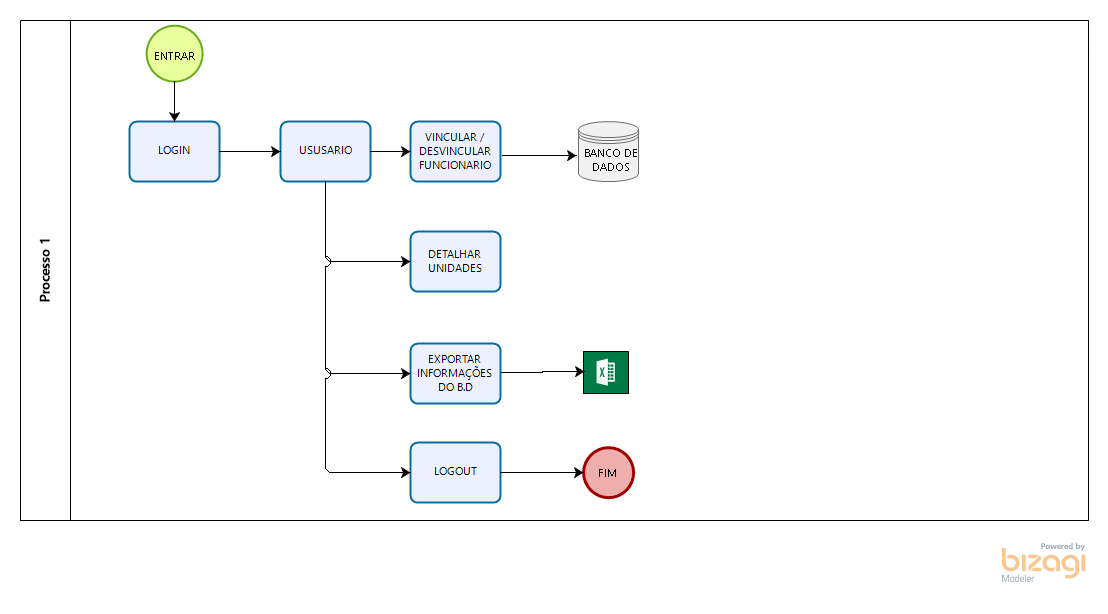 Processo 1
ENTRAR
LOGIN
USUSARIO
VINCULAR /
DESVINCULAR
FUNCIONARIO
BANCO DE
DADOS
DETALHAR
UNIDADES
EXPORTAR
INFORMAÇÕES
DO B.D
X
LOGOUT
FIM
Powered by
bizagi
Modeler